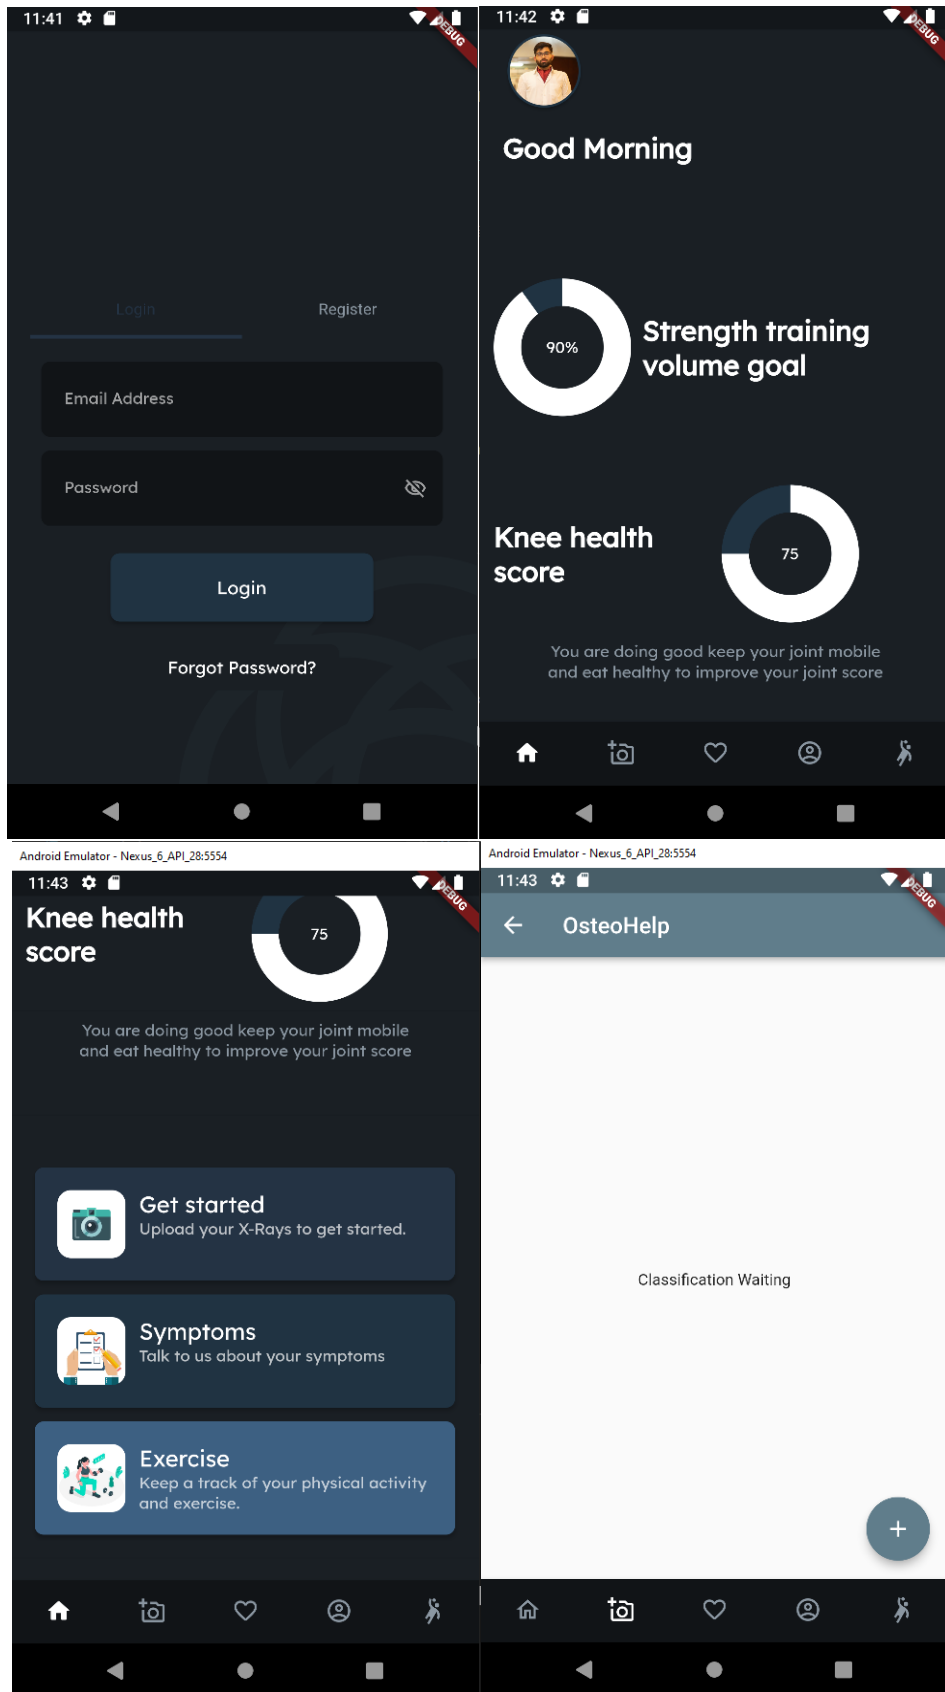 11:41
DEBUG
Login
Register
Email Address
Password
Login
Forgot Password?
11:42
DEBUG
Good Morning
90%
Strength training
volume goal
Knee health
score
75
You are doing good keep your joint mobile
and eat healthy to improve your joint score
Android Emulator - Nexus_6_API_28:5554
11:43
DEBUG
Knee health
score
75
You are doing good keep your joint mobile
and eat healthy to improve your joint score
Get started
Upload your X-Rays to get started.
Symptoms
Talk to us about your symptoms
Exercise
Keep a track of your physical activity
and exercise.
Android Emulator - Nexus_6_API_28:5554
11:43
DEBUG
OsteoHelp
Classification Waiting